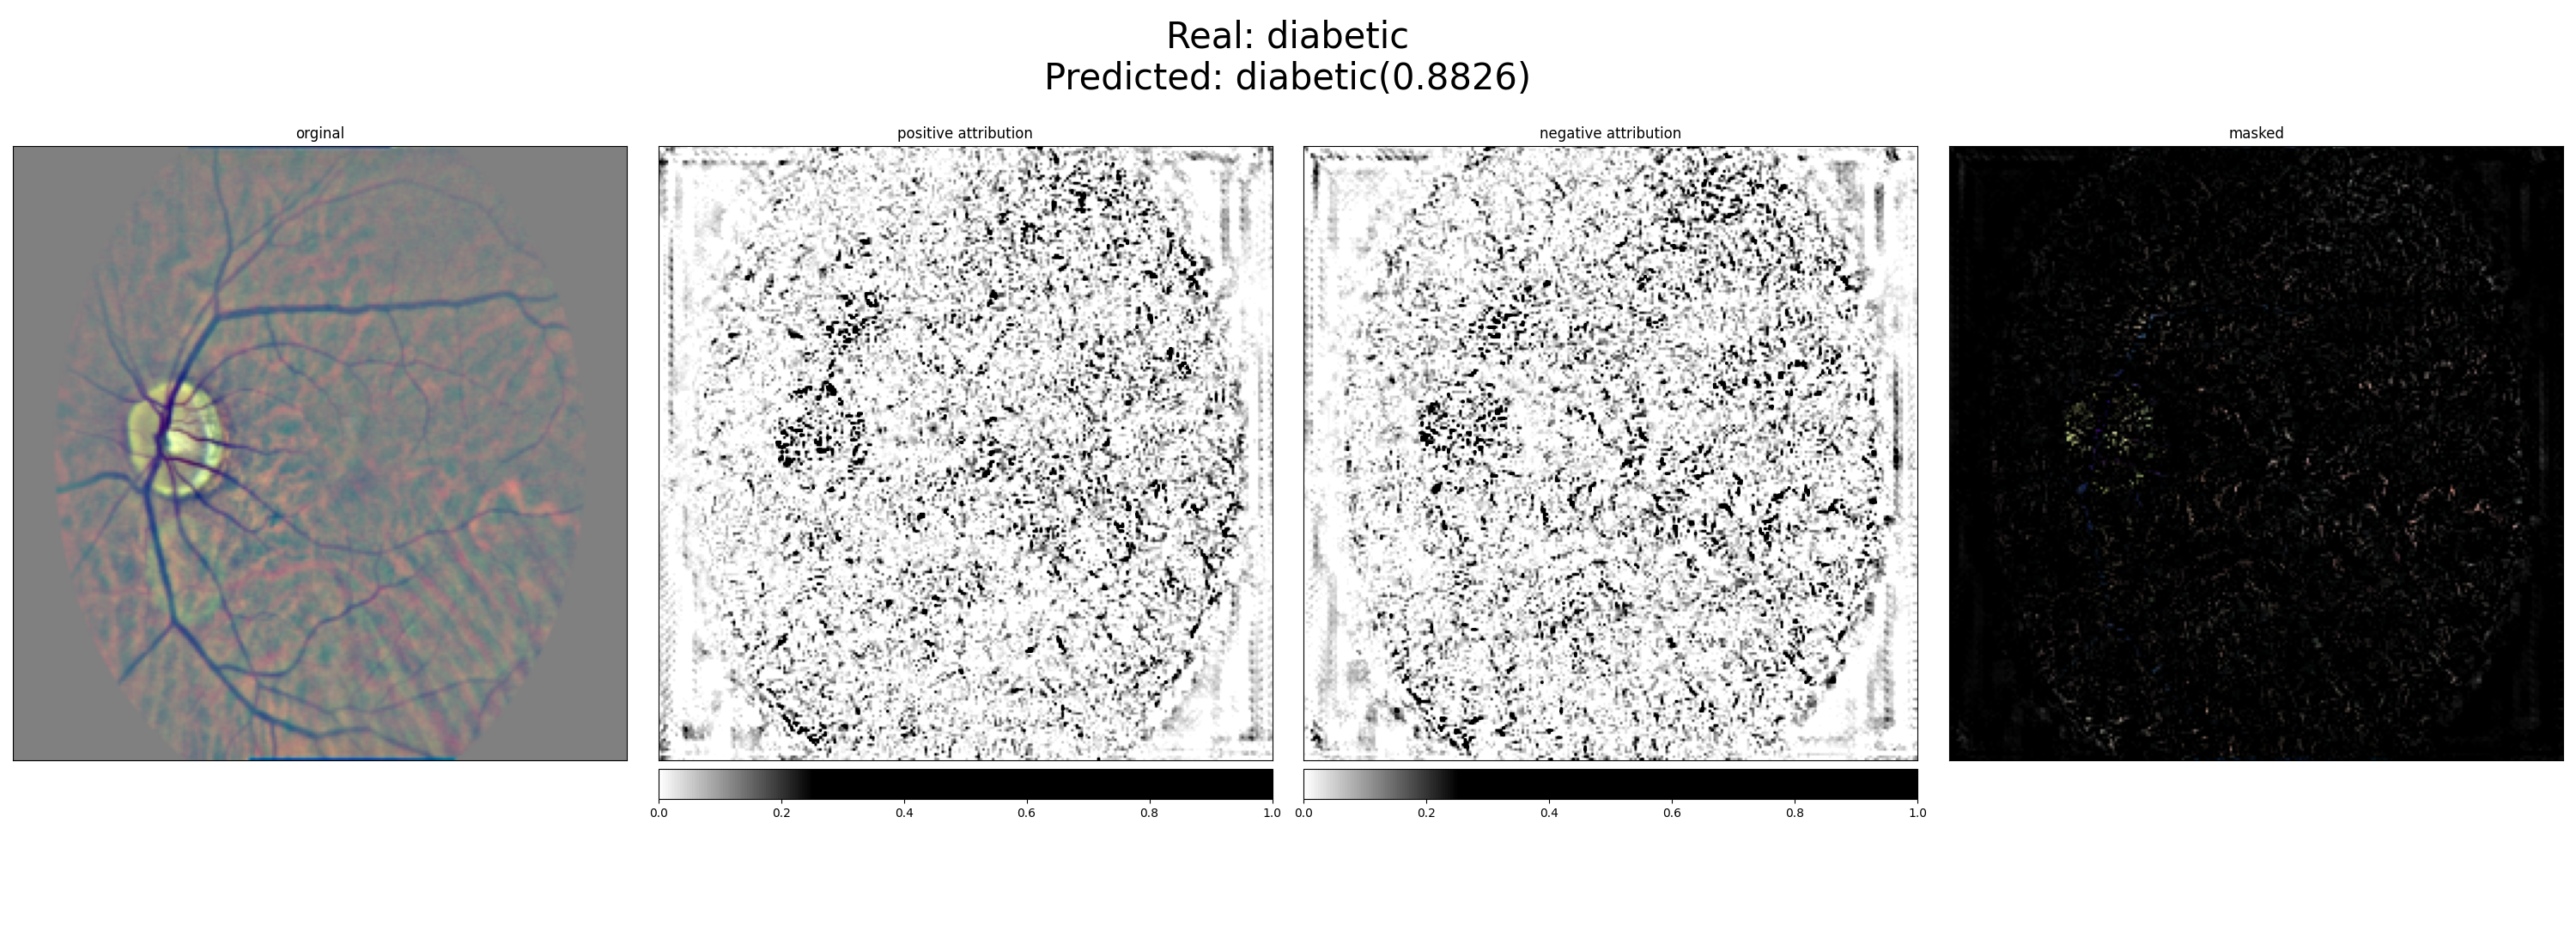 Real: diabetic
Predicted: diabetic(0.8826)
orginal
positive attribution
negative attribution
masked
0.0 0.2 0.4 0.6 0.8 1.0
0.0 0.2 0.4 0.6 0.8 1.0